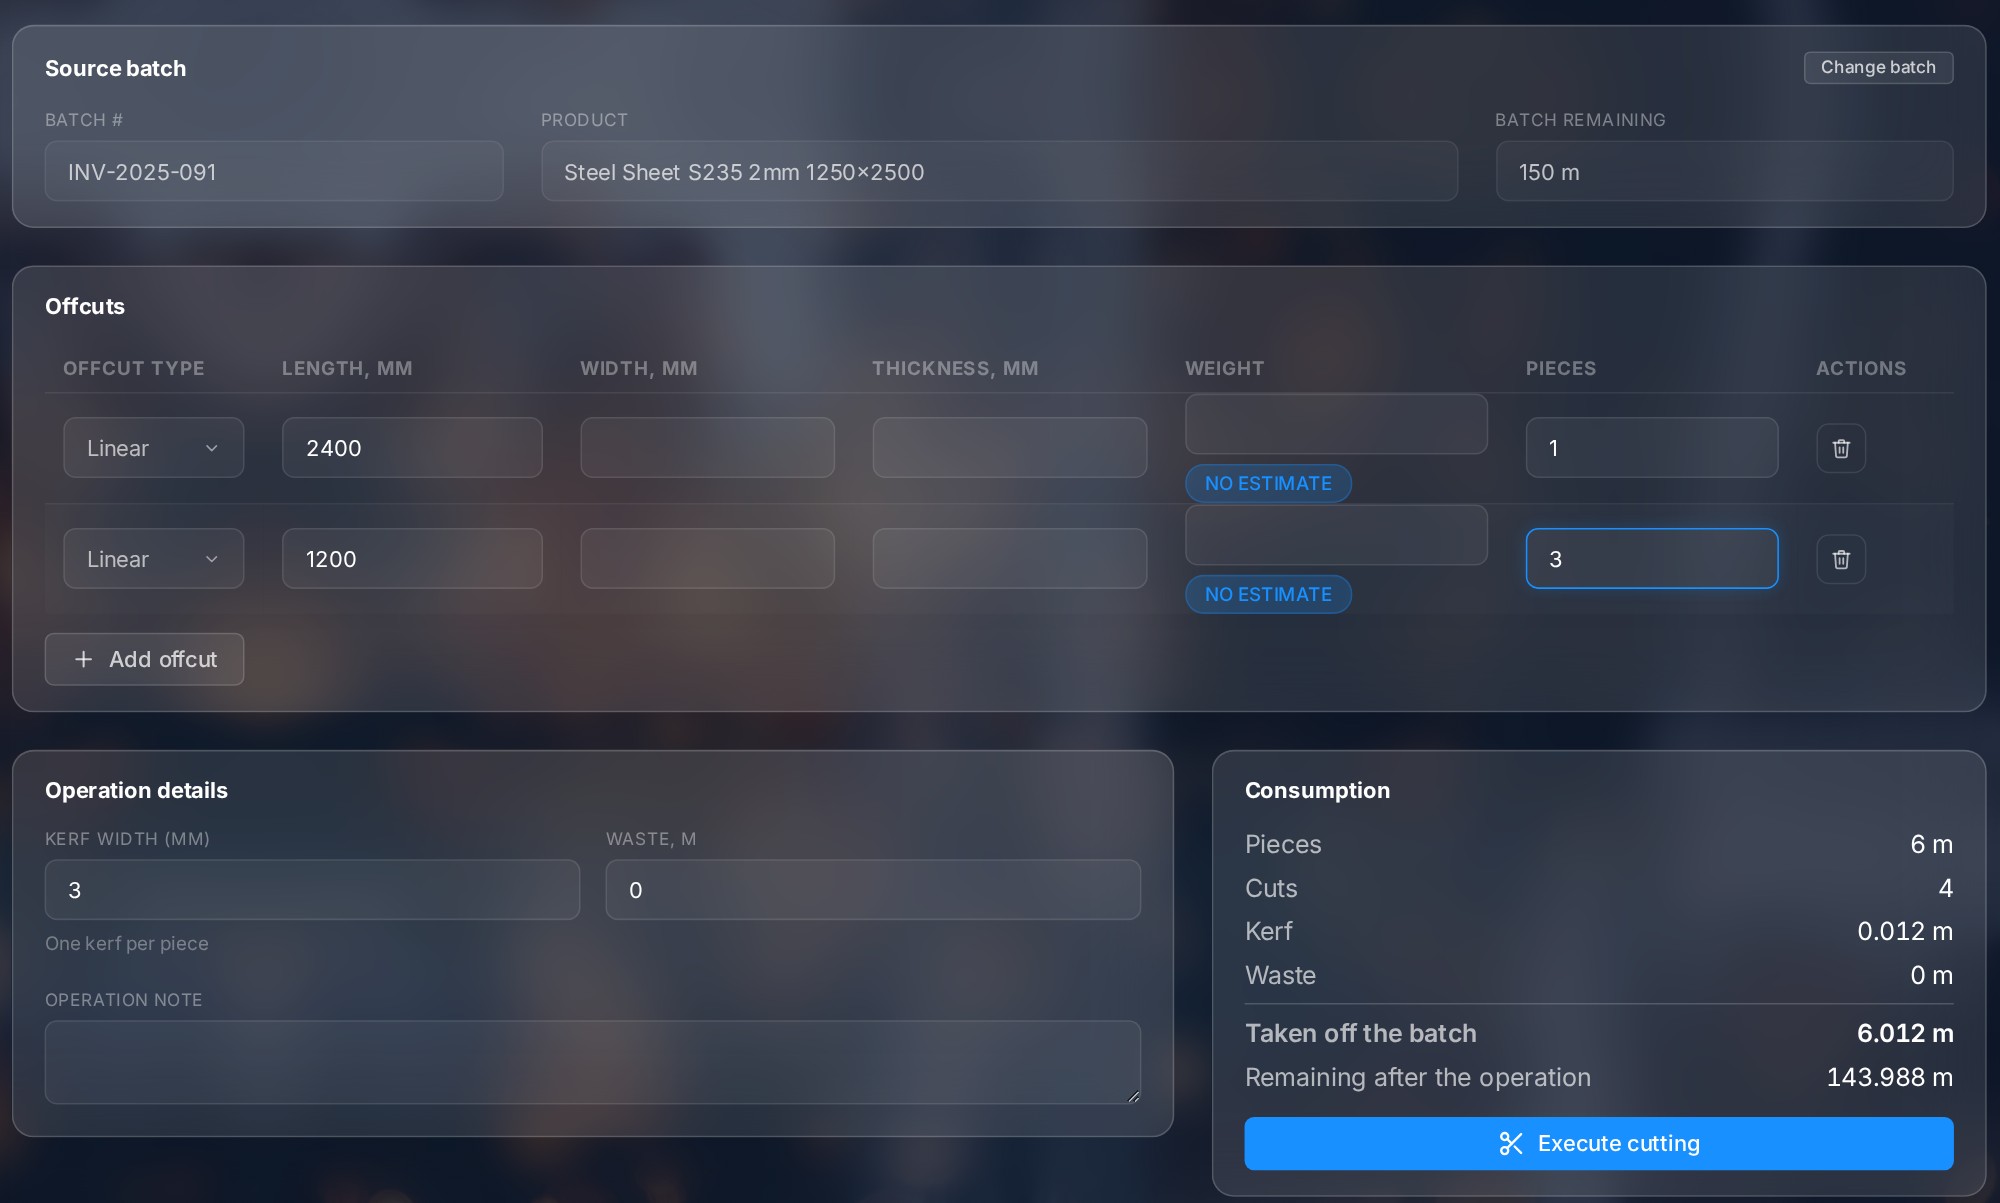 Source batch
Change batch
BATCH # PRODUCT BATCH REMAINING
INV-2025-091 Steel Sheet S235 2mm 1250×2500 150 m
Offcuts
OFFCUT TYPE LENGTH, MM WIDTH, MM THICKNESS, MM WEIGHT PIECES ACTIONS
Linear 2400 1
NO ESTIMATE
Linear 1200 3
NO ESTIMATE
Add offcut
Operation details
KERF WIDTH (MM) WASTE, M
3 0
One kerf per piece
OPERATION NOTE
Consumption
Pieces 6 m
Cuts 4
Kerf 0.012 m
Waste 0 m
Taken off the batch 6.012 m
Remaining after the operation 143.988 m
Execute cutting